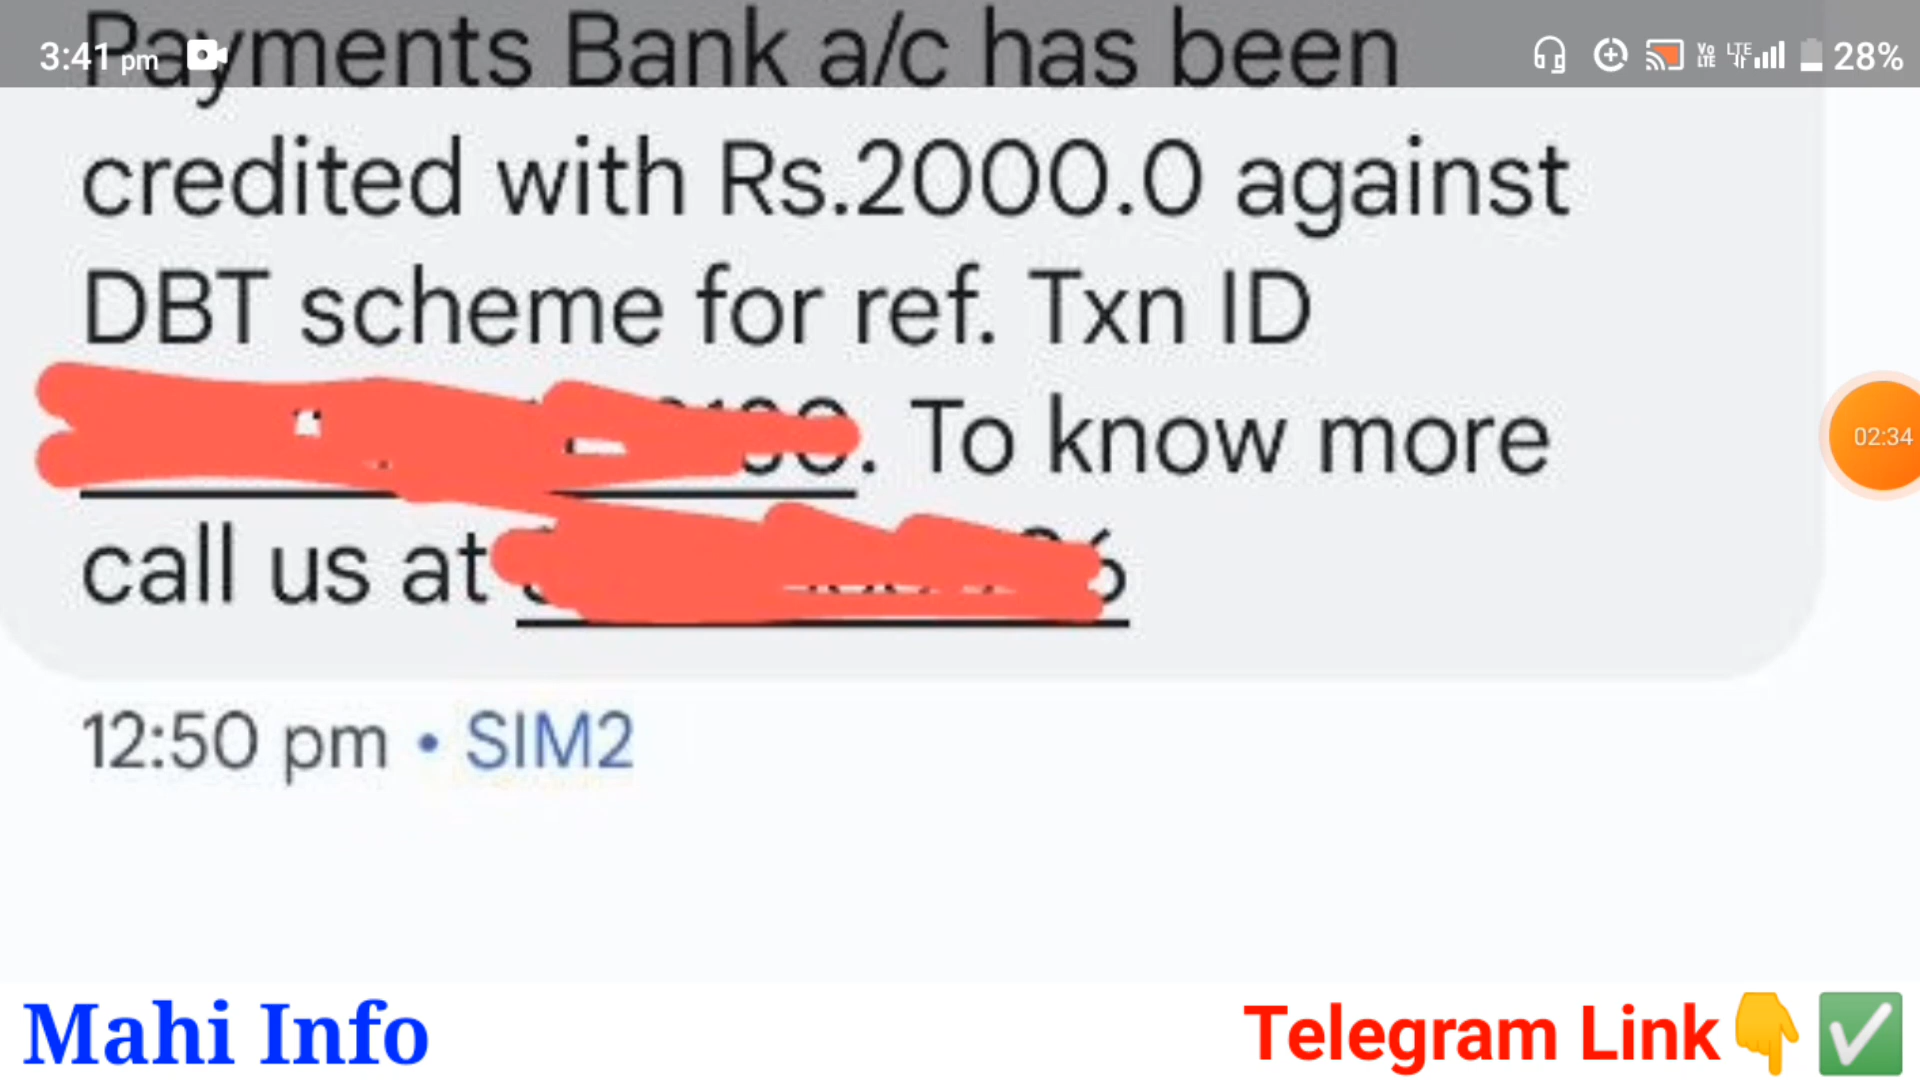 3:41 pm
28%
Payments Bank a/c has been
credited with Rs.2000.0 against
DBT scheme for ref. Txn ID
. To know more
02:34
call us at
12:50 pm • SIM2
Mahi Info
Telegram Link👇✅